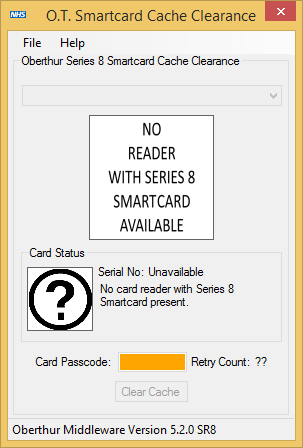 NHS
O.T. Smartcard Cache Clearance
File Help
Oberthur Series 8 Smartcard Cache Clearance
NO
READER
WITH SERIES 8
SMARTCARD
AVAILABLE
Card Status
?
Serial No: Unavailable
No card reader with Series 8
Smartcard present.
Card Passcode: Retry Count: ??
Clear Cache
Oberthur Middleware Version 5.2.0 SR8